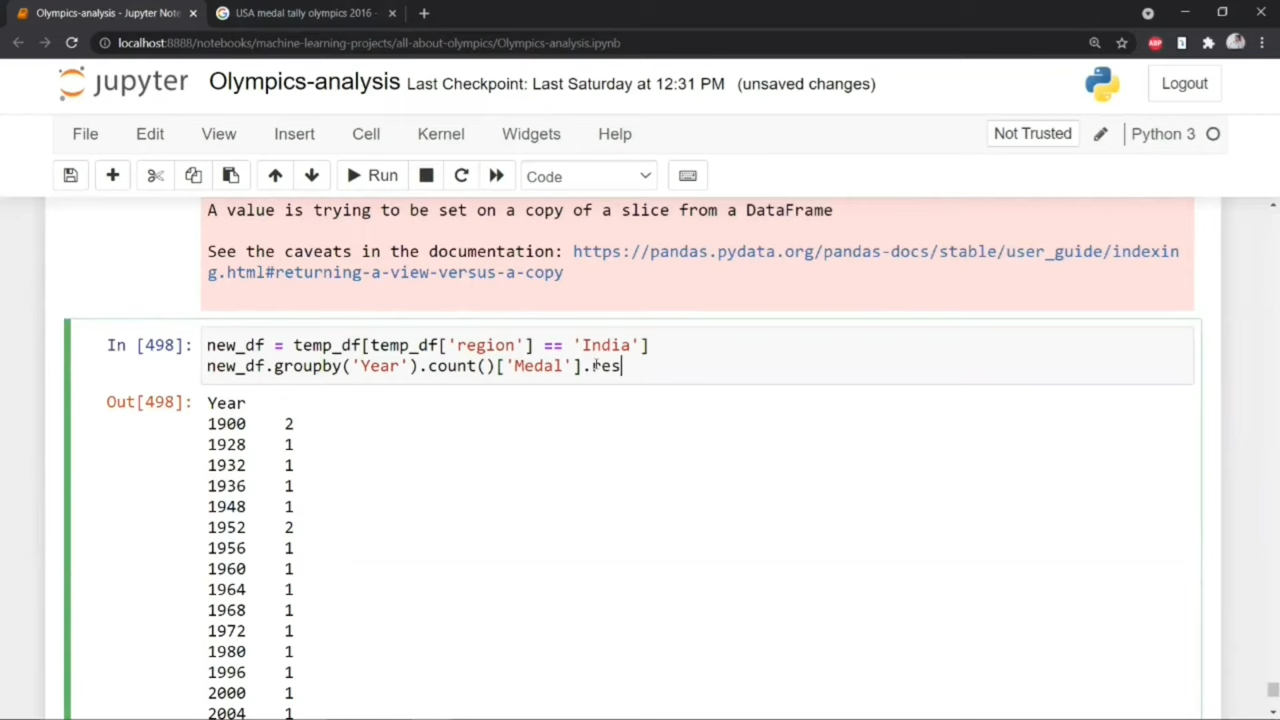 Olympics-analysis - Jupyter Note
USA medal tally olympics 2016 -
localhost:8888/notebooks/machine-learning-projects/all-about-olympics/Olympics-analysis.ipynb
ABP
jupyter Olympics-analysis Last Checkpoint: Last Saturday at 12:31 PM (unsaved changes) Logout
File Edit View Insert Cell Kernel Widgets Help Not Trusted Python 3
Run Code
A value is trying to be set on a copy of a slice from a DataFrame
See the caveats in the documentation: https://pandas.pydata.org/pandas-docs/stable/user_guide/indexin
g.html#returning-a-view-versus-a-copy
In [498]: new_df = temp_df[temp_df['region'] == 'India']
new_df.groupby('Year').count()['Medal'].res
Out[498]: Year
1900 2
1928 1
1932 1
1936 1
1948 1
1952 2
1956 1
1960 1
1964 1
1968 1
1972 1
1980 1
1996 1
2000 1
2004 1